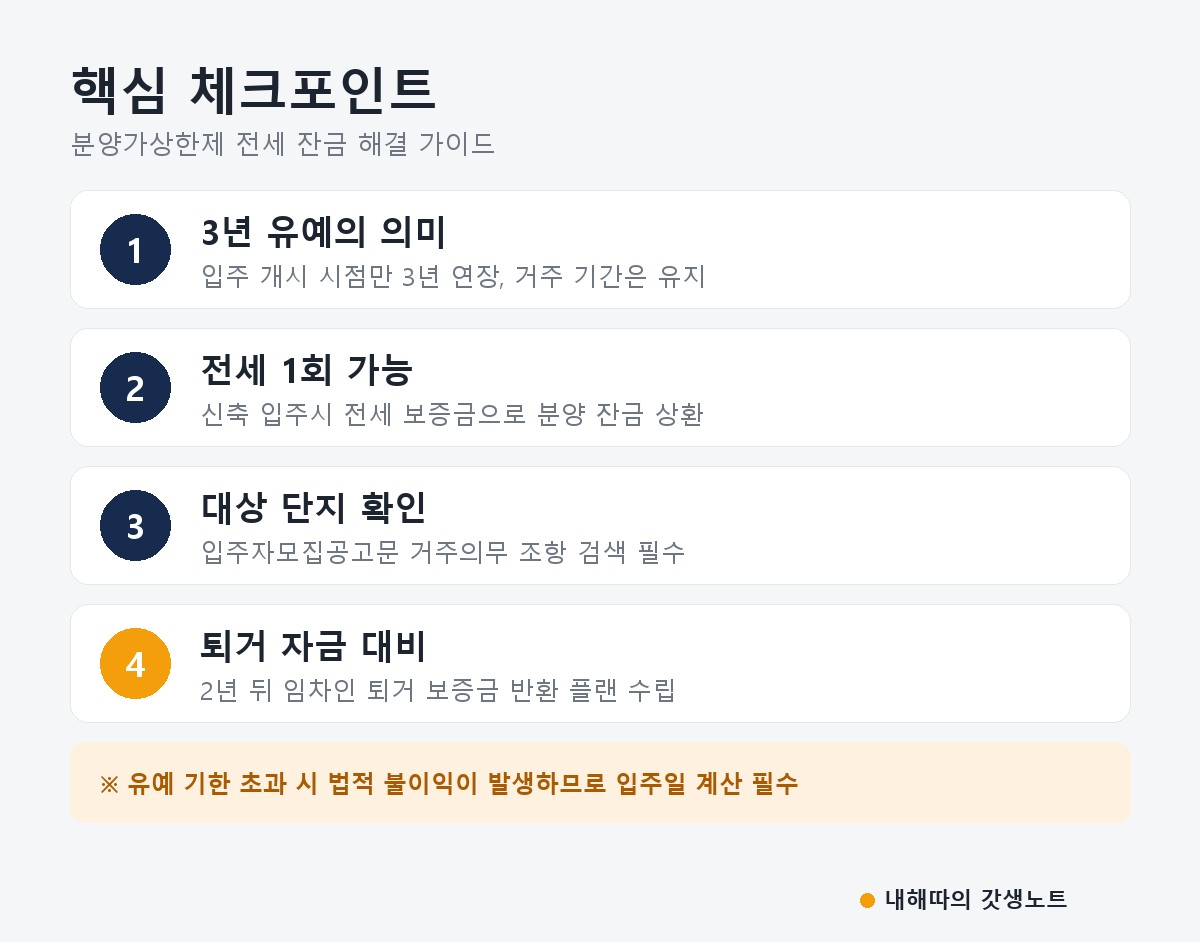 핵심 체크포인트
분양가상한제 전세 잔금 해결 가이드
1
3년 유예의 의미
입주 개시 시점만 3년 연장, 거주 기간은 유지
2
전세 1회 가능
신축 입주시 전세 보증금으로 분양 잔금 상환
3
대상 단지 확인
입주자모집공고문 거주의무 조항 검색 필수
4
퇴거 자금 대비
2년 뒤 임차인 퇴거 보증금 반환 플랜 수립
※ 유예 기한 초과 시 법적 불이익이 발생하므로 입주일 계산 필수
내해따의 갓생노트